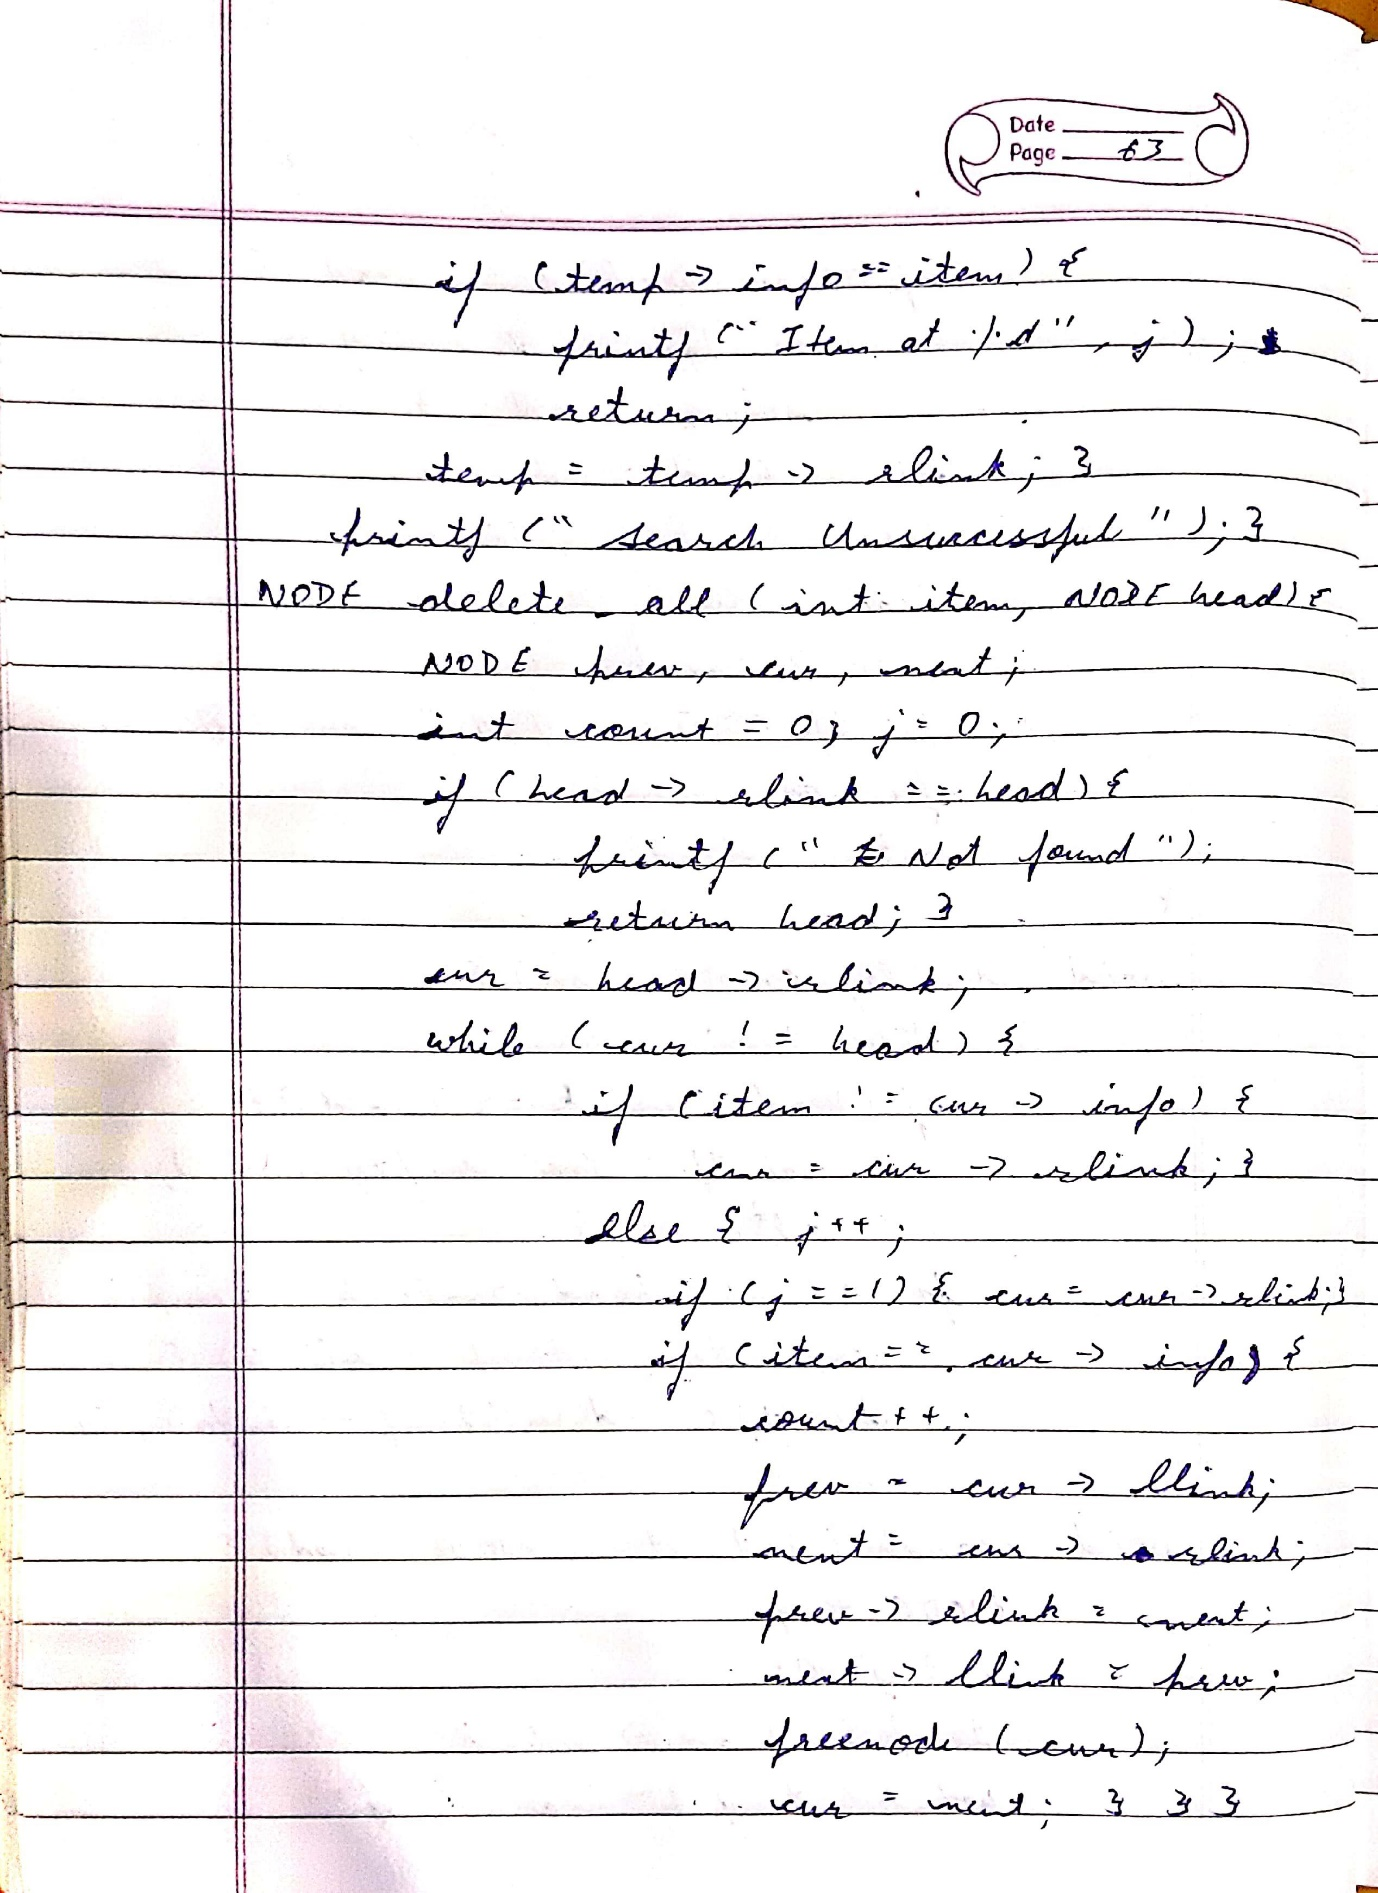 Date
Page 63
if (temp -> info == item) {
printf (" Item at %d" , j) ;
return ;
temp = temp -> rlink ; }
printf (" Search Unsuccessful " ) ; }
NODE delete_all (int item, NODE head) {
NODE prev, cur, next ;
int count = 0; j = 0 ;
if (head -> rlink == head) {
printf (" Not found ") ;
return head ; }
cur = head -> rlink ;
while (cur != head) {
if (item != cur -> info) {
cur = cur -> rlink ; }
else { j++ ;
if (j == 1) { cur = cur -> rlink ; }
if (item == cur -> info) {
count ++ ;
prev = cur -> llink ;
next = cur -> rlink ;
prev -> rlink = next ;
next -> llink = prev ;
freenode (cur) ;
cur = next ; } } }